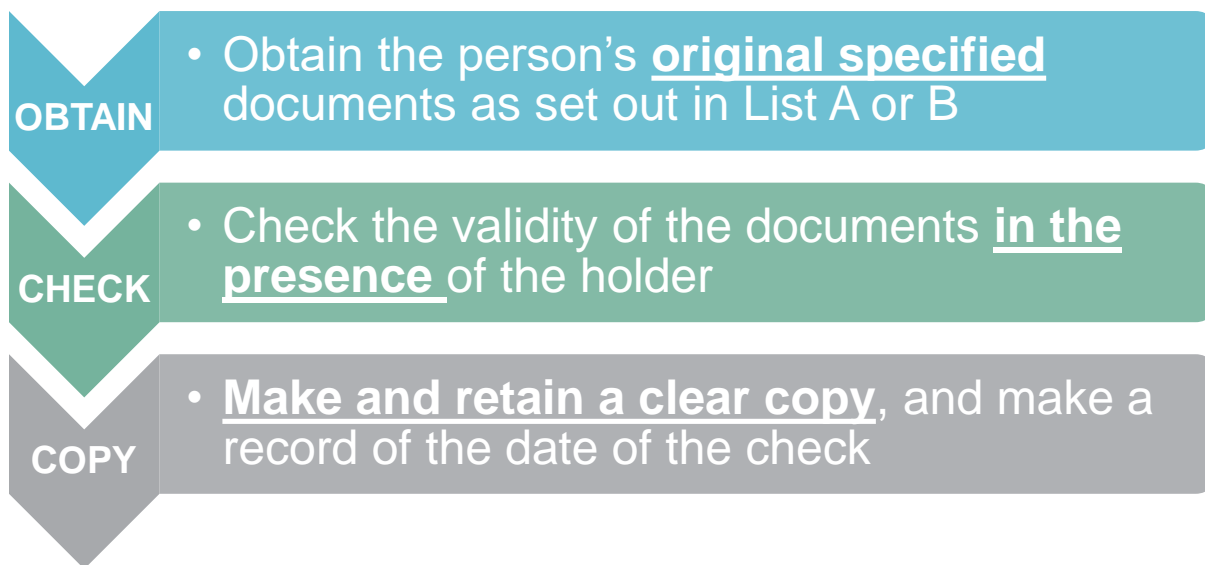 OBTAIN
• Obtain the person’s original specified
documents as set out in List A or B
CHECK
• Check the validity of the documents in the
presence of the holder
COPY
• Make and retain a clear copy, and make a
record of the date of the check